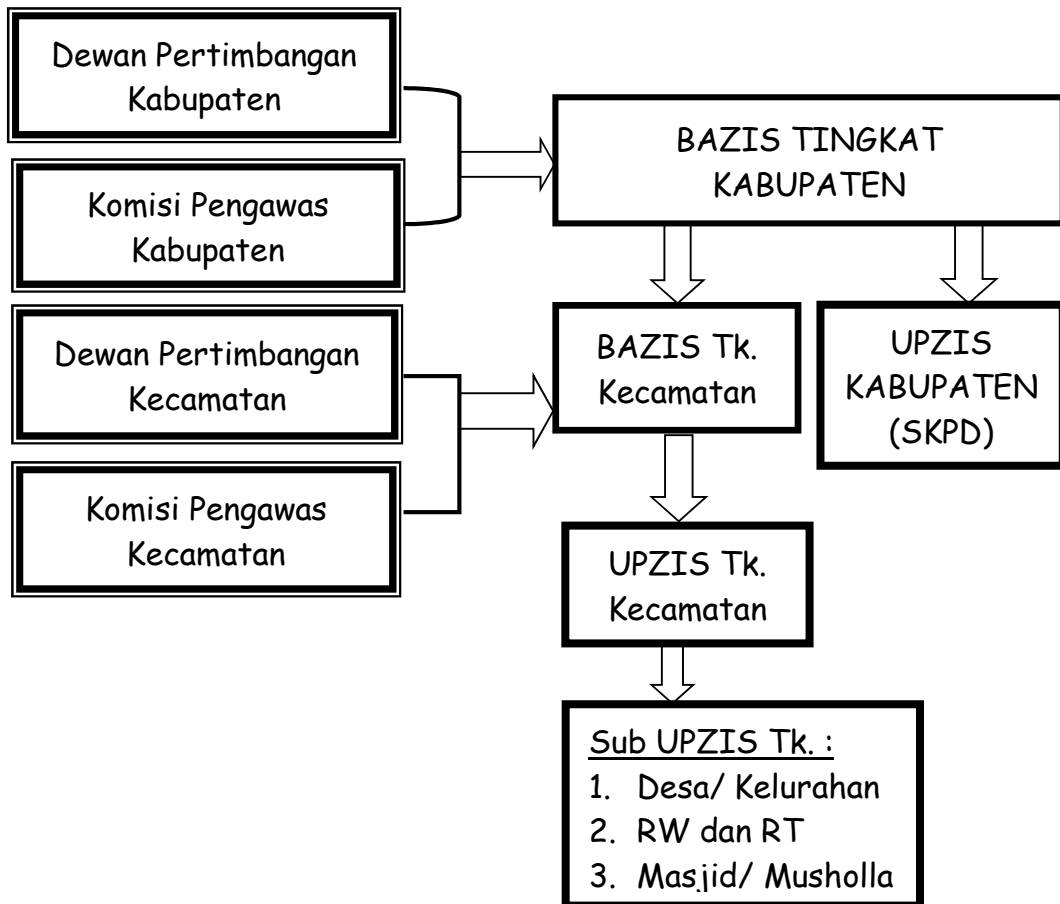 Dewan Pertimbangan
Kabupaten
Komisi Pengawas
Kabupaten
Dewan Pertimbangan
Kecamatan
Komisi Pengawas
Kecamatan
BAZIS TINGKAT
KABUPATEN
BAZIS Tk.
Kecamatan
UPZIS
KABUPATEN
(SKPD)
UPZIS Tk.
Kecamatan
Sub UPZIS Tk. :
1. Desa/ Kelurahan
2. RW dan RT
3. Masjid/ Musholla